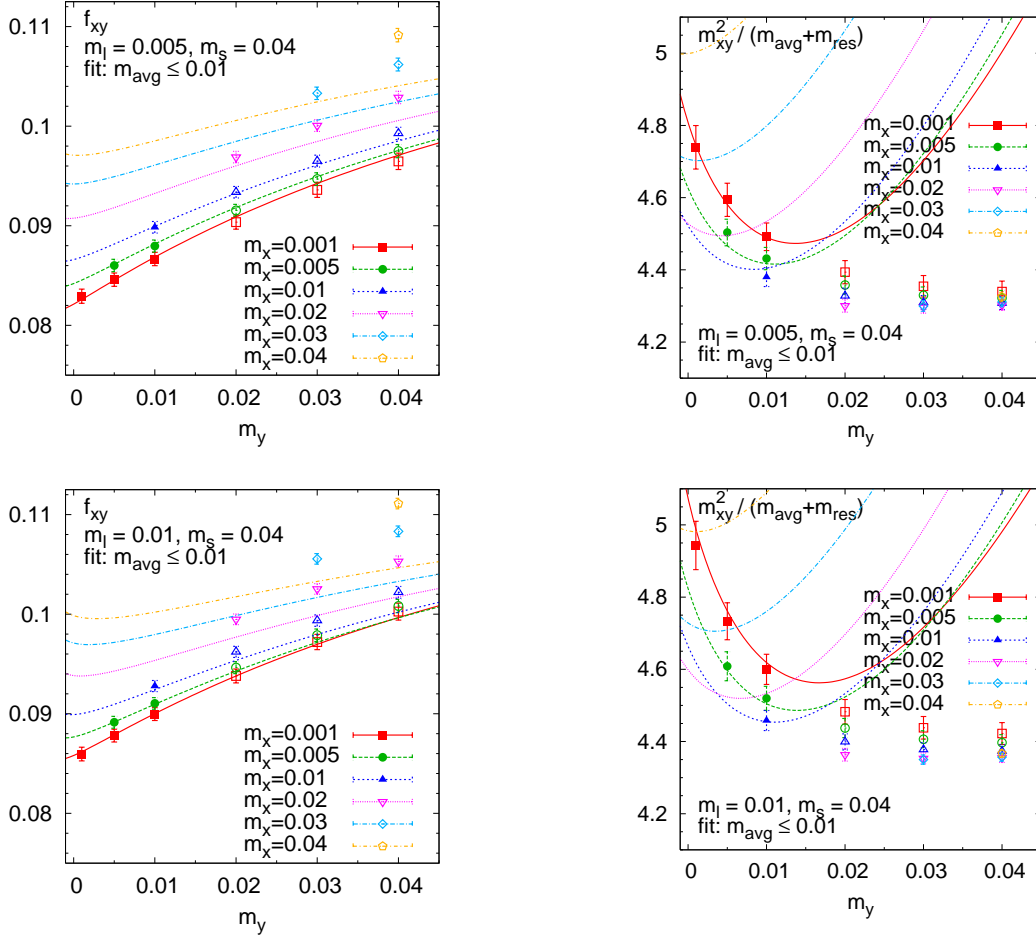 f_xy
m_l = 0.005, m_s = 0.04
fit: m_avg ≤ 0.01
0.11
0.1
0.09
0.08
m_x=0.001
m_x=0.005
m_x=0.01
m_x=0.02
m_x=0.03
m_x=0.04
0 0.01 0.02 0.03 0.04
m_y
m_xy^2 / (m_avg+m_res)
5
4.8
4.6
4.4
4.2
m_x=0.001
m_x=0.005
m_x=0.01
m_x=0.02
m_x=0.03
m_x=0.04
m_l = 0.005, m_s = 0.04
fit: m_avg ≤ 0.01
0 0.01 0.02 0.03 0.04
m_y
f_xy
m_l = 0.01, m_s = 0.04
fit: m_avg ≤ 0.01
0.11
0.1
0.09
0.08
m_x=0.001
m_x=0.005
m_x=0.01
m_x=0.02
m_x=0.03
m_x=0.04
0 0.01 0.02 0.03 0.04
m_y
m_xy^2 / (m_avg+m_res)
5
4.8
4.6
4.4
4.2
m_x=0.001
m_x=0.005
m_x=0.01
m_x=0.02
m_x=0.03
m_x=0.04
m_l = 0.01, m_s = 0.04
fit: m_avg ≤ 0.01
0 0.01 0.02 0.03 0.04
m_y